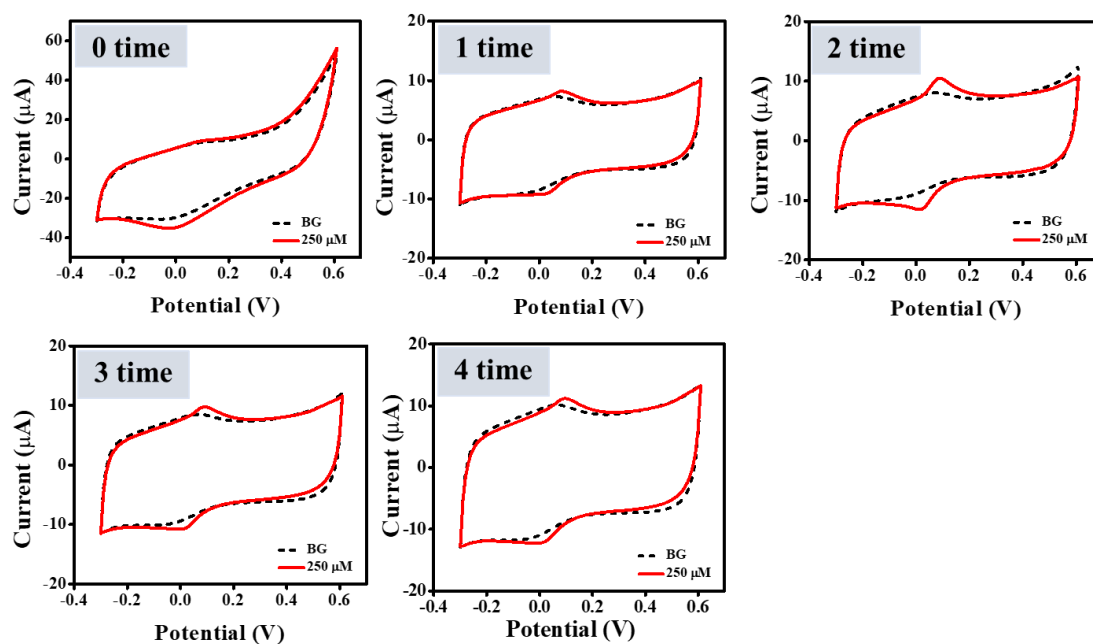 0 time
Current (μA)
60
40
20
0
-20
-40
BG
250 μM
-0.4 -0.2 0.0 0.2 0.4 0.6
Potential (V)
1 time
Current (μA)
20
10
0
-10
-20
BG
250 μM
-0.4 -0.2 0.0 0.2 0.4 0.6
Potential (V)
2 time
Current (μA)
20
10
0
-10
-20
BG
250 μM
-0.4 -0.2 0.0 0.2 0.4 0.6
Potential (V)
3 time
Current (μA)
20
10
0
-10
-20
BG
250 μM
-0.4 -0.2 0.0 0.2 0.4 0.6
Potential (V)
4 time
Current (μA)
20
10
0
-10
-20
BG
250 μM
-0.4 -0.2 0.0 0.2 0.4 0.6
Potential (V)